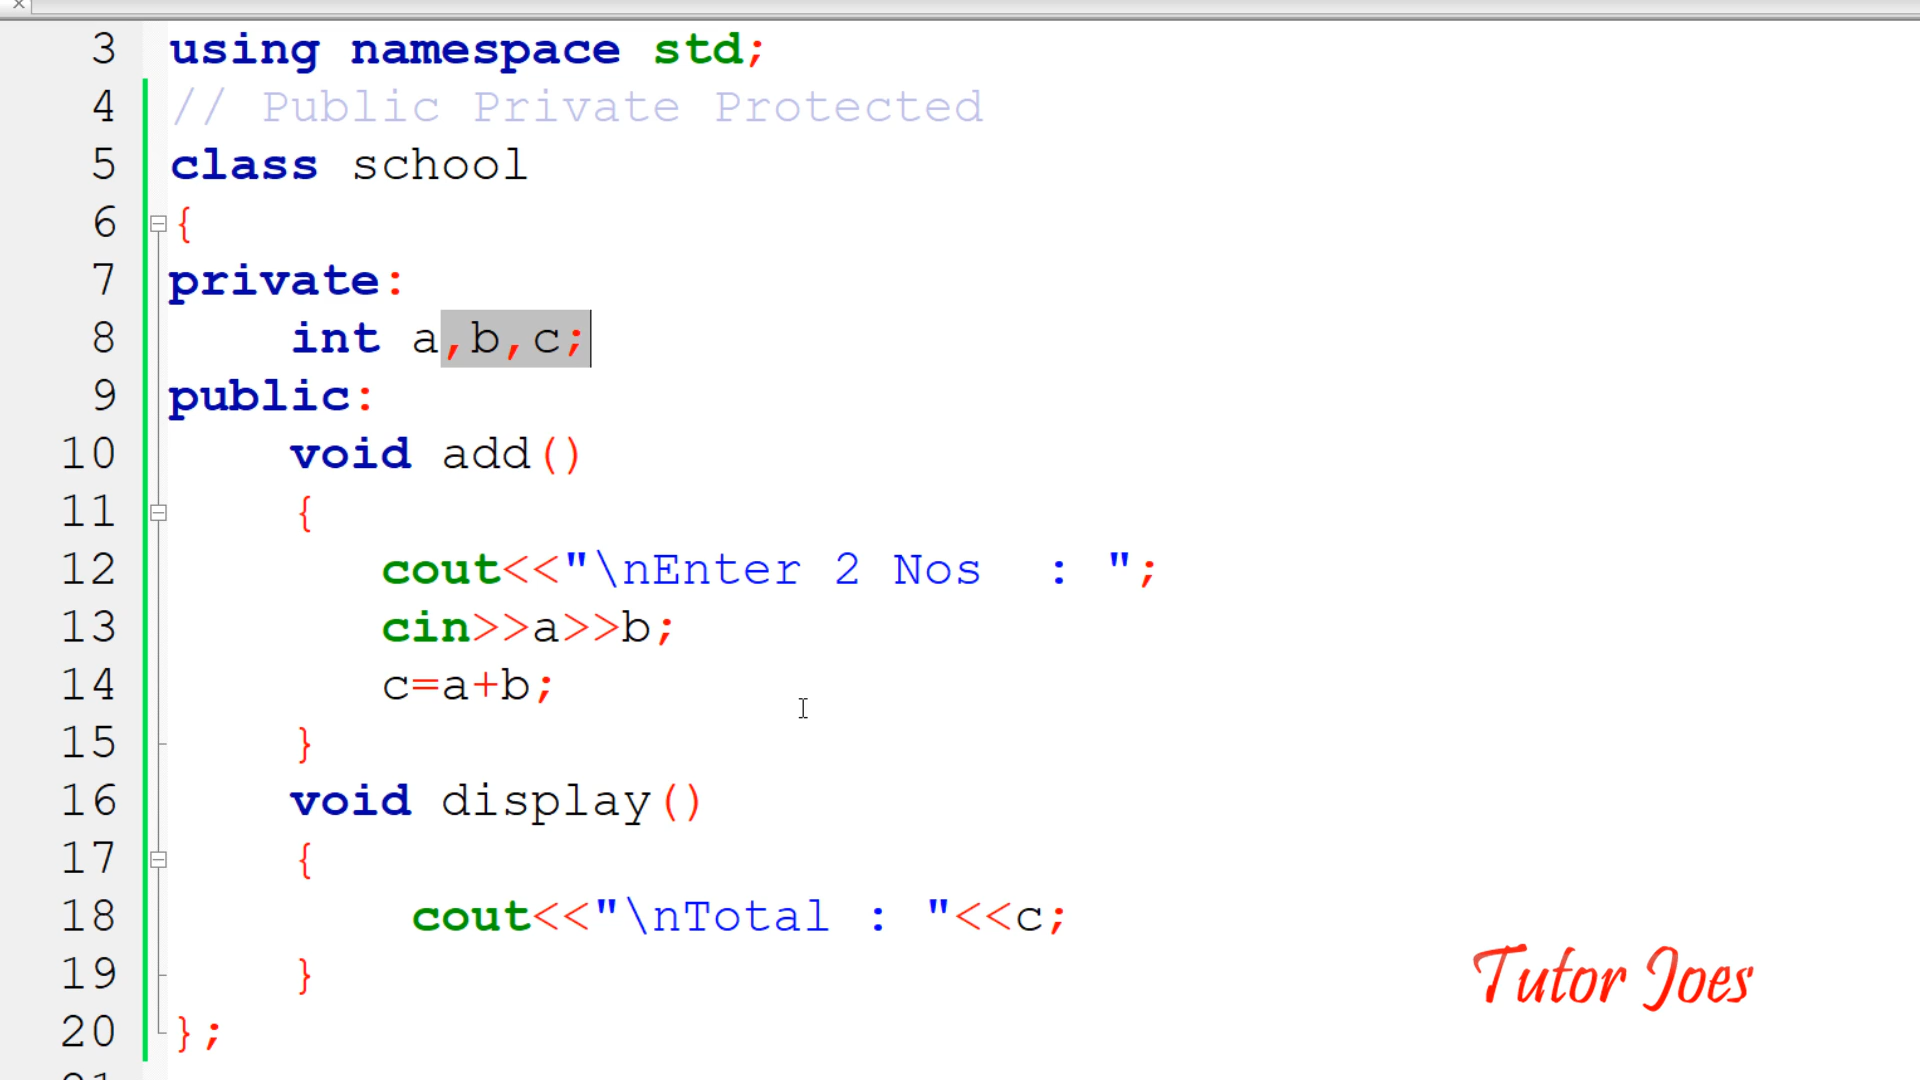 3 using namespace std;
4 // Public Private Protected
5 class school
6 {
7 private:
8 int a,b,c;
9 public:
10 void add()
11 {
12 cout<<"\nEnter 2 Nos  : ";
13 cin>>a>>b;
14 c=a+b;
15 }
16 void display()
17 {
18 cout<<"\nTotal : "<<c;
19 }
20 };
Tutor Joes